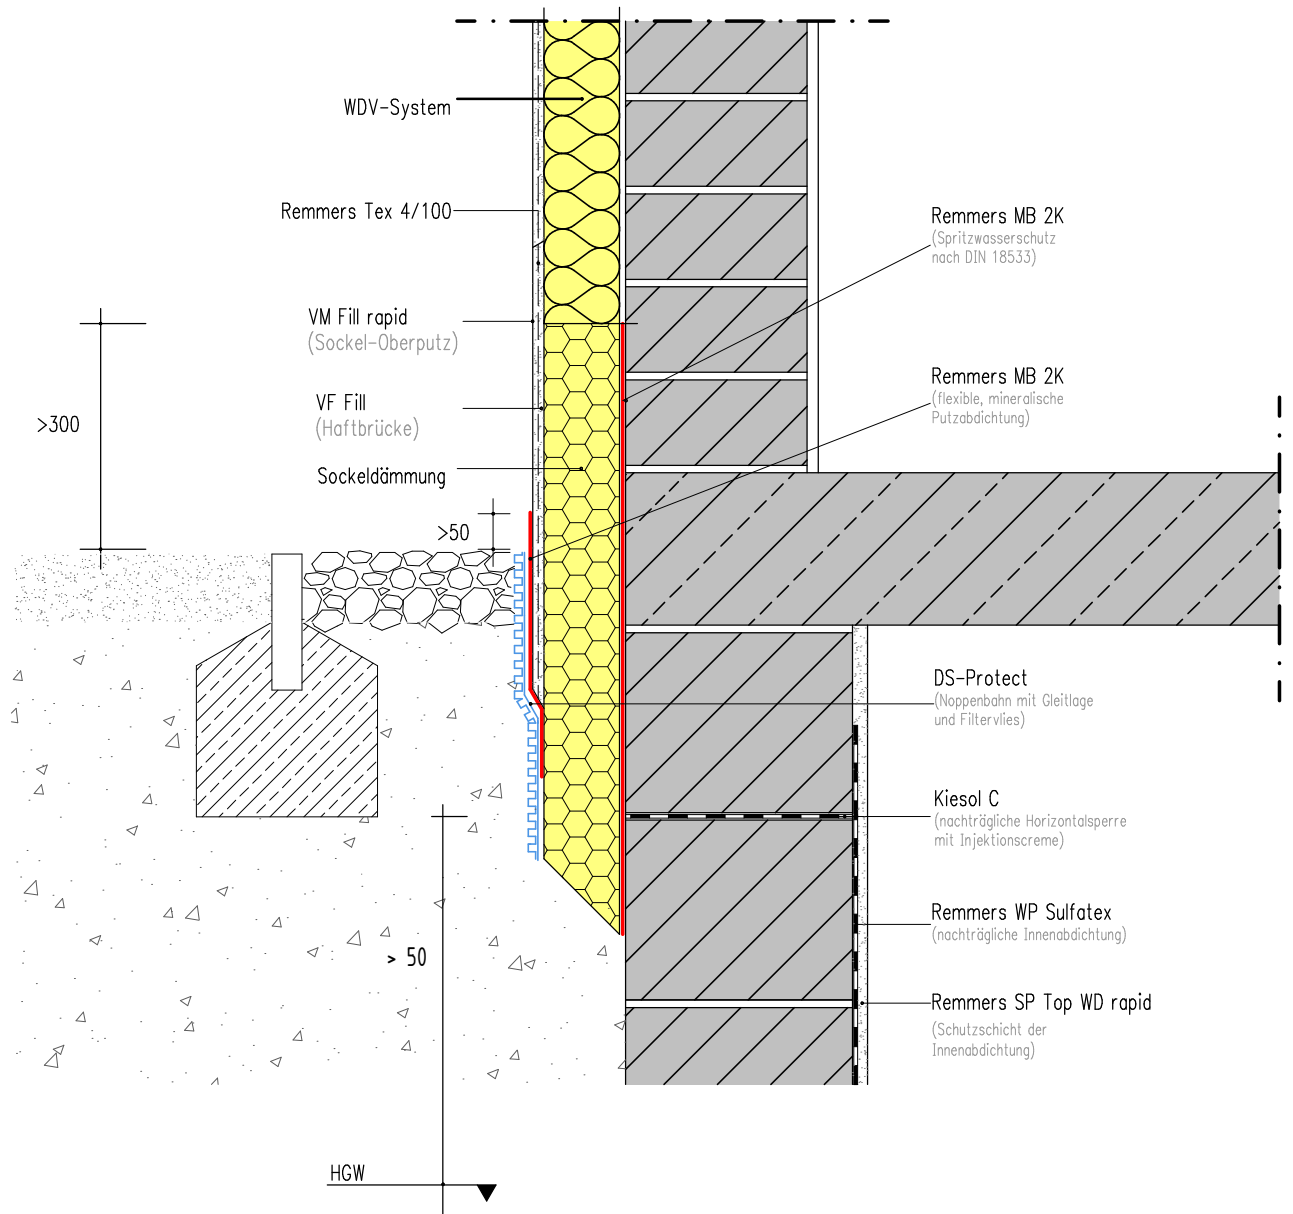 WDV-System
Remmers Tex 4/100
VM Fill rapid
(Sockel-Oberputz)
>300
VF Fill
(Haftbrücke)
Sockeldämmung
>50
> 50
HGW
Remmers MB 2K
(Spritzwasserschutz
nach DIN 18533)
Remmers MB 2K
(flexible, mineralische
Putzabdichtung)
DS-Protect
(Noppenbahn mit Gleitlage
und Filtervlies)
Kiesol C
(nachträgliche Horizontalsperre
mit Injektionscreme)
Remmers WP Sulfatex
(nachträgliche Innenabdichtung)
Remmers SP Top WD rapid
(Schutzschicht der
Innenabdichtung)